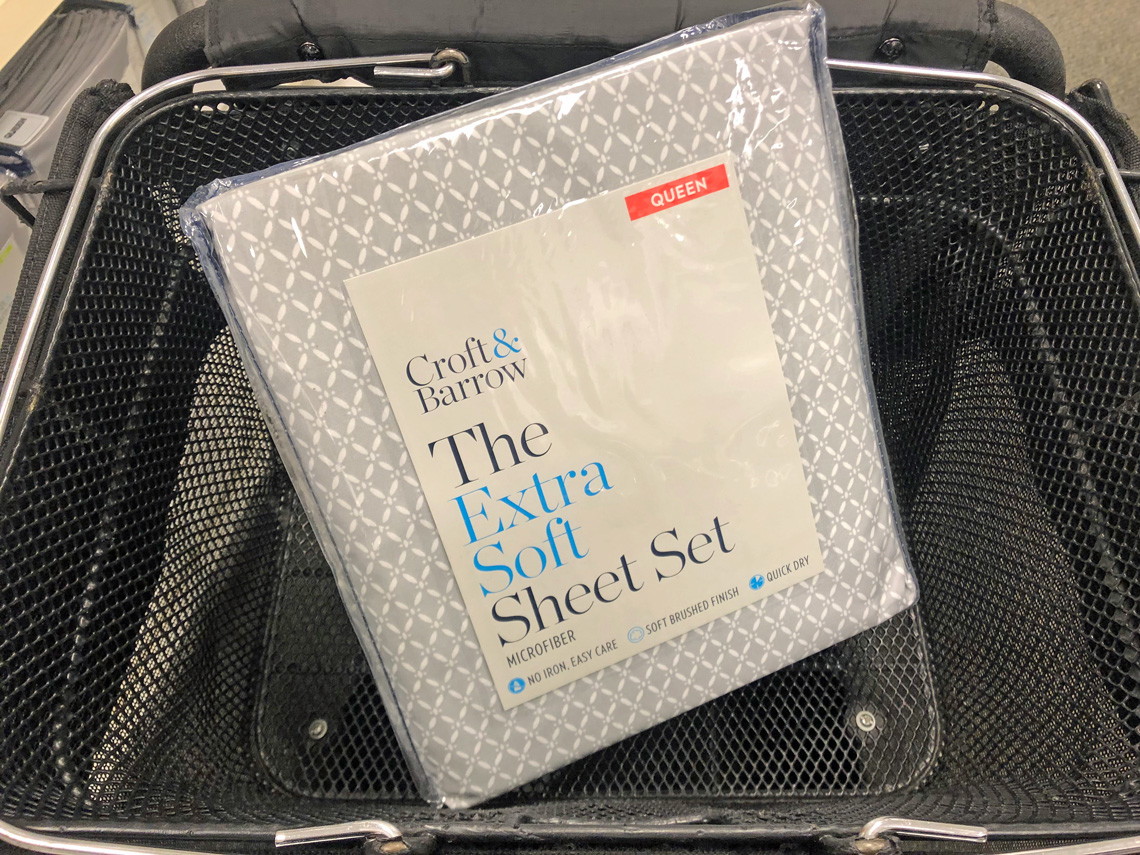 QUEEN
Croft&
Barrow
The
Extra
Soft
Sheet Set
MICROFIBER
NO IRON, EASY CARE SOFT BRUSHED FINISH QUICK DRY